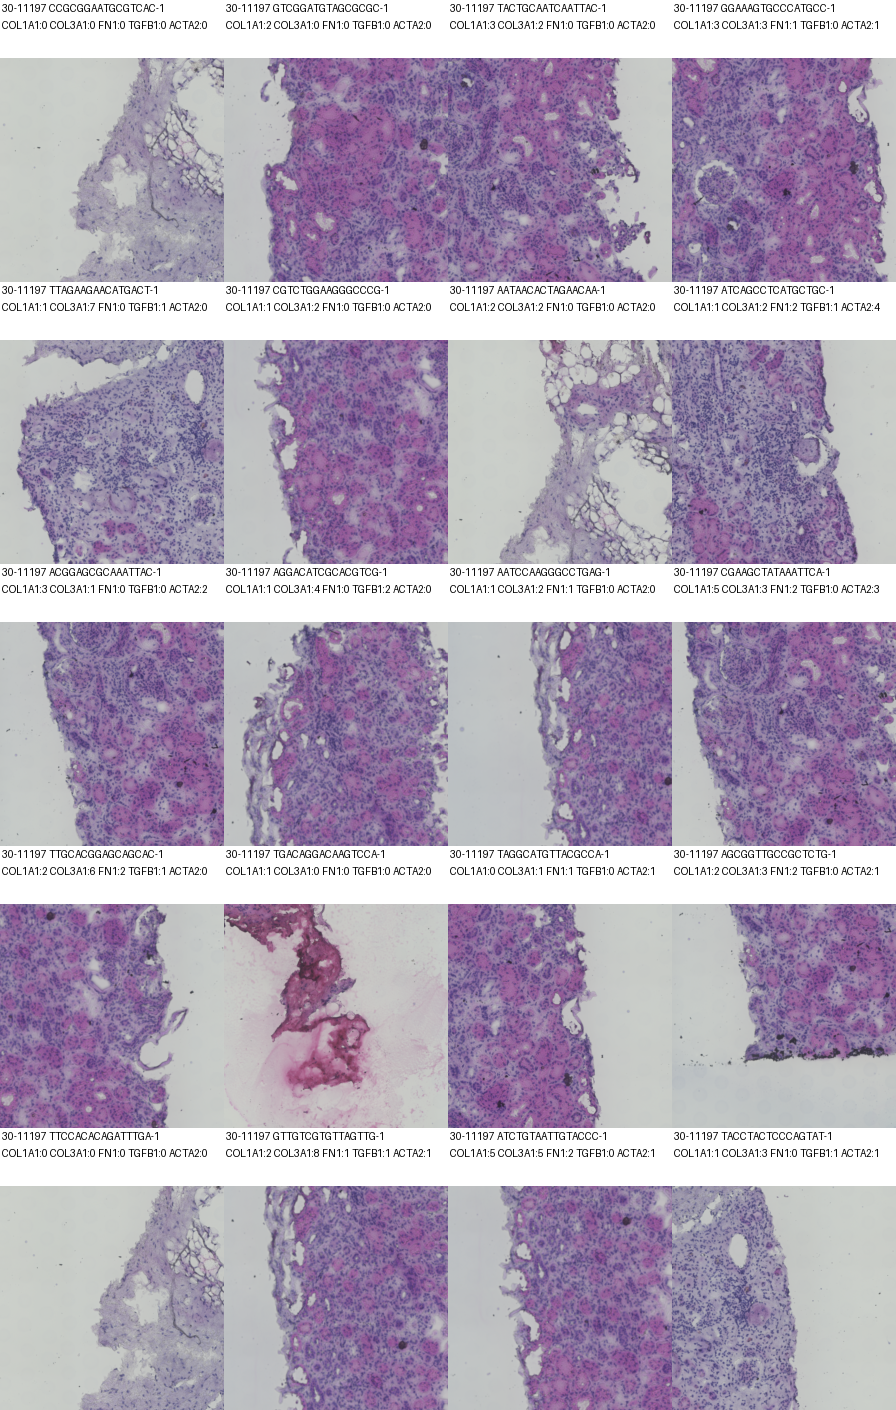 30-11197 CCGCGGAATGCGTCAC-1
COL1A1:0 COL3A1:0 FN1:0 TGFB1:0 ACTA2:0
30-11197 GTCGGATGTAGCGCGC-1
COL1A1:2 COL3A1:0 FN1:0 TGFB1:0 ACTA2:0
30-11197 TACTGCAATCAATTAC-1
COL1A1:3 COL3A1:2 FN1:0 TGFB1:0 ACTA2:0
30-11197 GGAAAGTGCCCATGCC-1
COL1A1:3 COL3A1:3 FN1:1 TGFB1:0 ACTA2:1
30-11197 TTAGAAGAACATGACT-1
COL1A1:1 COL3A1:7 FN1:0 TGFB1:1 ACTA2:0
30-11197 CGTCTGGAAGGGCCCG-1
COL1A1:1 COL3A1:2 FN1:0 TGFB1:0 ACTA2:0
30-11197 AATAACACTAGAACAA-1
COL1A1:2 COL3A1:2 FN1:0 TGFB1:0 ACTA2:0
30-11197 ATCAGCCTCATGCTGC-1
COL1A1:1 COL3A1:2 FN1:2 TGFB1:1 ACTA2:4
30-11197 ACGGAGCGCAAATTAC-1
COL1A1:3 COL3A1:1 FN1:0 TGFB1:0 ACTA2:2
30-11197 AGGACATCGCACGTCG-1
COL1A1:1 COL3A1:4 FN1:0 TGFB1:2 ACTA2:0
30-11197 AATCCAAGGGCCTGAG-1
COL1A1:1 COL3A1:2 FN1:1 TGFB1:0 ACTA2:0
30-11197 CGAAGCTATAAATTCA-1
COL1A1:5 COL3A1:3 FN1:2 TGFB1:0 ACTA2:3
30-11197 TTGCACGGAGCAGCAC-1
COL1A1:2 COL3A1:6 FN1:2 TGFB1:1 ACTA2:0
30-11197 TGACAGGACAAGTCCA-1
COL1A1:1 COL3A1:0 FN1:0 TGFB1:0 ACTA2:0
30-11197 TAGGCATGTTACGCCA-1
COL1A1:0 COL3A1:1 FN1:1 TGFB1:0 ACTA2:1
30-11197 AGCGGTTGCCGCTCTG-1
COL1A1:2 COL3A1:3 FN1:2 TGFB1:0 ACTA2:1
30-11197 TTCCACACAGATTTGA-1
COL1A1:0 COL3A1:0 FN1:0 TGFB1:0 ACTA2:0
30-11197 GTTGTCGTGTTAGTTG-1
COL1A1:2 COL3A1:8 FN1:1 TGFB1:1 ACTA2:1
30-11197 ATCTGTAATTGTACCC-1
COL1A1:5 COL3A1:5 FN1:2 TGFB1:0 ACTA2:1
30-11197 TACCTACTCCCAGTAT-1
COL1A1:1 COL3A1:3 FN1:0 TGFB1:1 ACTA2:1